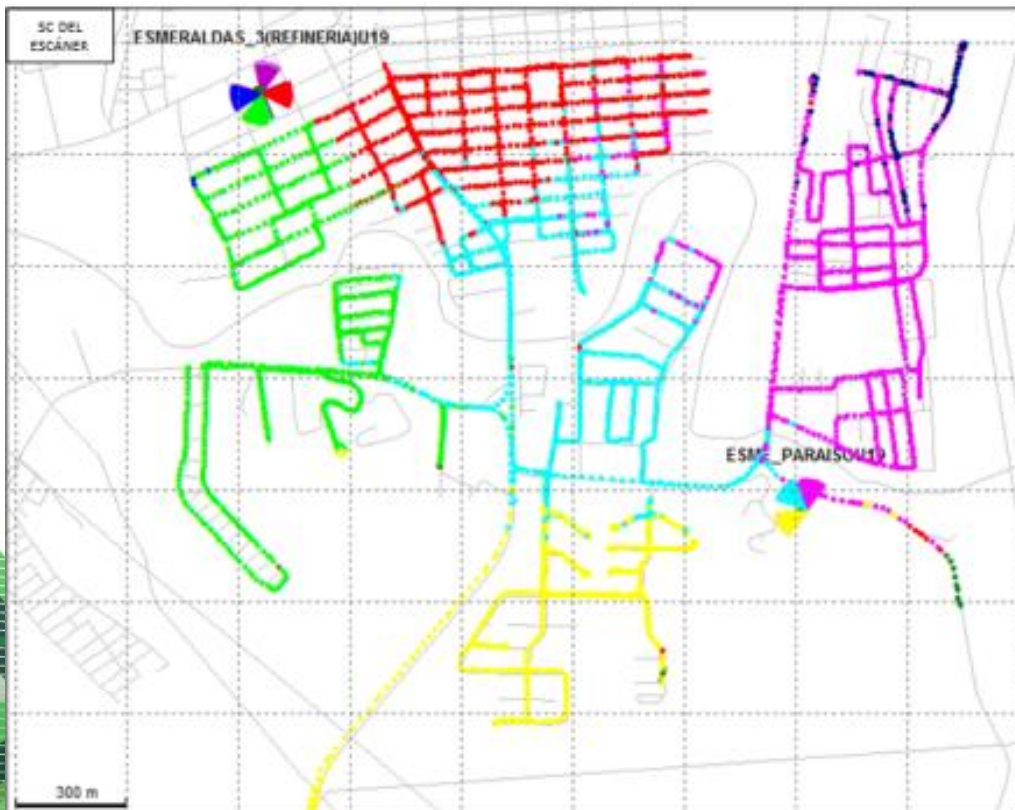 SC DEL
ESCÁNER
ESMERALDAS_3(REFINERIA)U19
ESME_PARAISOU19
300 m